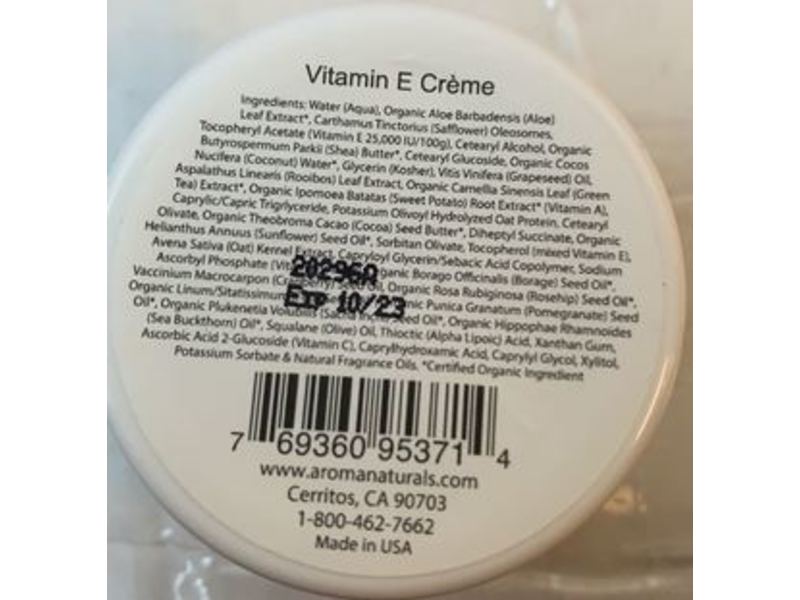 Vitamin E Crème
Ingredients: Water (Aqua), Organic Aloe Barbadensis (Aloe)
Leaf Extract*, Carthamus Tinctorius (Safflower) Oleosomes,
Tocopheryl Acetate (Vitamin E 25,000 IU/100g), Cetearyl Alcohol, Organic
Butyrospermum Parkii (Shea) Butter*, Cetearyl Glucoside, Organic Cocos
Nucifera (Coconut) Water*, Glycerin (Kosher), Vitis Vinifera (Grapeseed) Oil,
Aspalathus Linearis (Rooibos) Leaf Extract, Organic Camellia Sinensis Leaf (Green
Tea) Extract*, Organic Ipomoea Batatas (Sweet Potato) Root Extract* (Vitamin A),
Caprylic/Capric Triglyceride, Potassium Olivoyl Hydrolyzed Oat Protein, Cetearyl
Olivate, Organic Theobroma Cacao (Cocoa) Seed Butter*, Diheptyl Succinate, Organic
Helianthus Annuus (Sunflower) Seed Oil*, Sorbitan Olivate, Tocopherol (mixed Vitamin E),
Avena Sativa (Oat) Kernel Extract, Capryloyl Glycerin/Sebacic Acid Copolymer, Sodium
Ascorbyl Phosphate Organic Borago Officinalis (Borage) Seed Oil*,
20296A
Vaccinium Macrocarpon (Cranberry) Seed Oil, Organic Rosa Rubiginosa (Rosehip) Seed Oil*,
Organic Linum/Sitatissimum Punica Granatum (Pomegranate) Seed
Exp 10/23
Oil*, Organic Plukenetia Volubilis Seed Oil*, Organic Hippophae Rhamnoides
(Sea Buckthorn) Oil*, Squalane (Olive) Oil, Thioctic (Alpha Lipoic) Acid, Xanthan Gum,
Ascorbic Acid 2-Glucoside (Vitamin C), Caprylhydroxamic Acid, Caprylyl Glycol, Xylitol,
Potassium Sorbate & Natural Fragrance Oils. *Certified Organic Ingredient
7 69360 95371 4
www.aromanaturals.com
Cerritos, CA 90703
1-800-462-7662
Made in USA